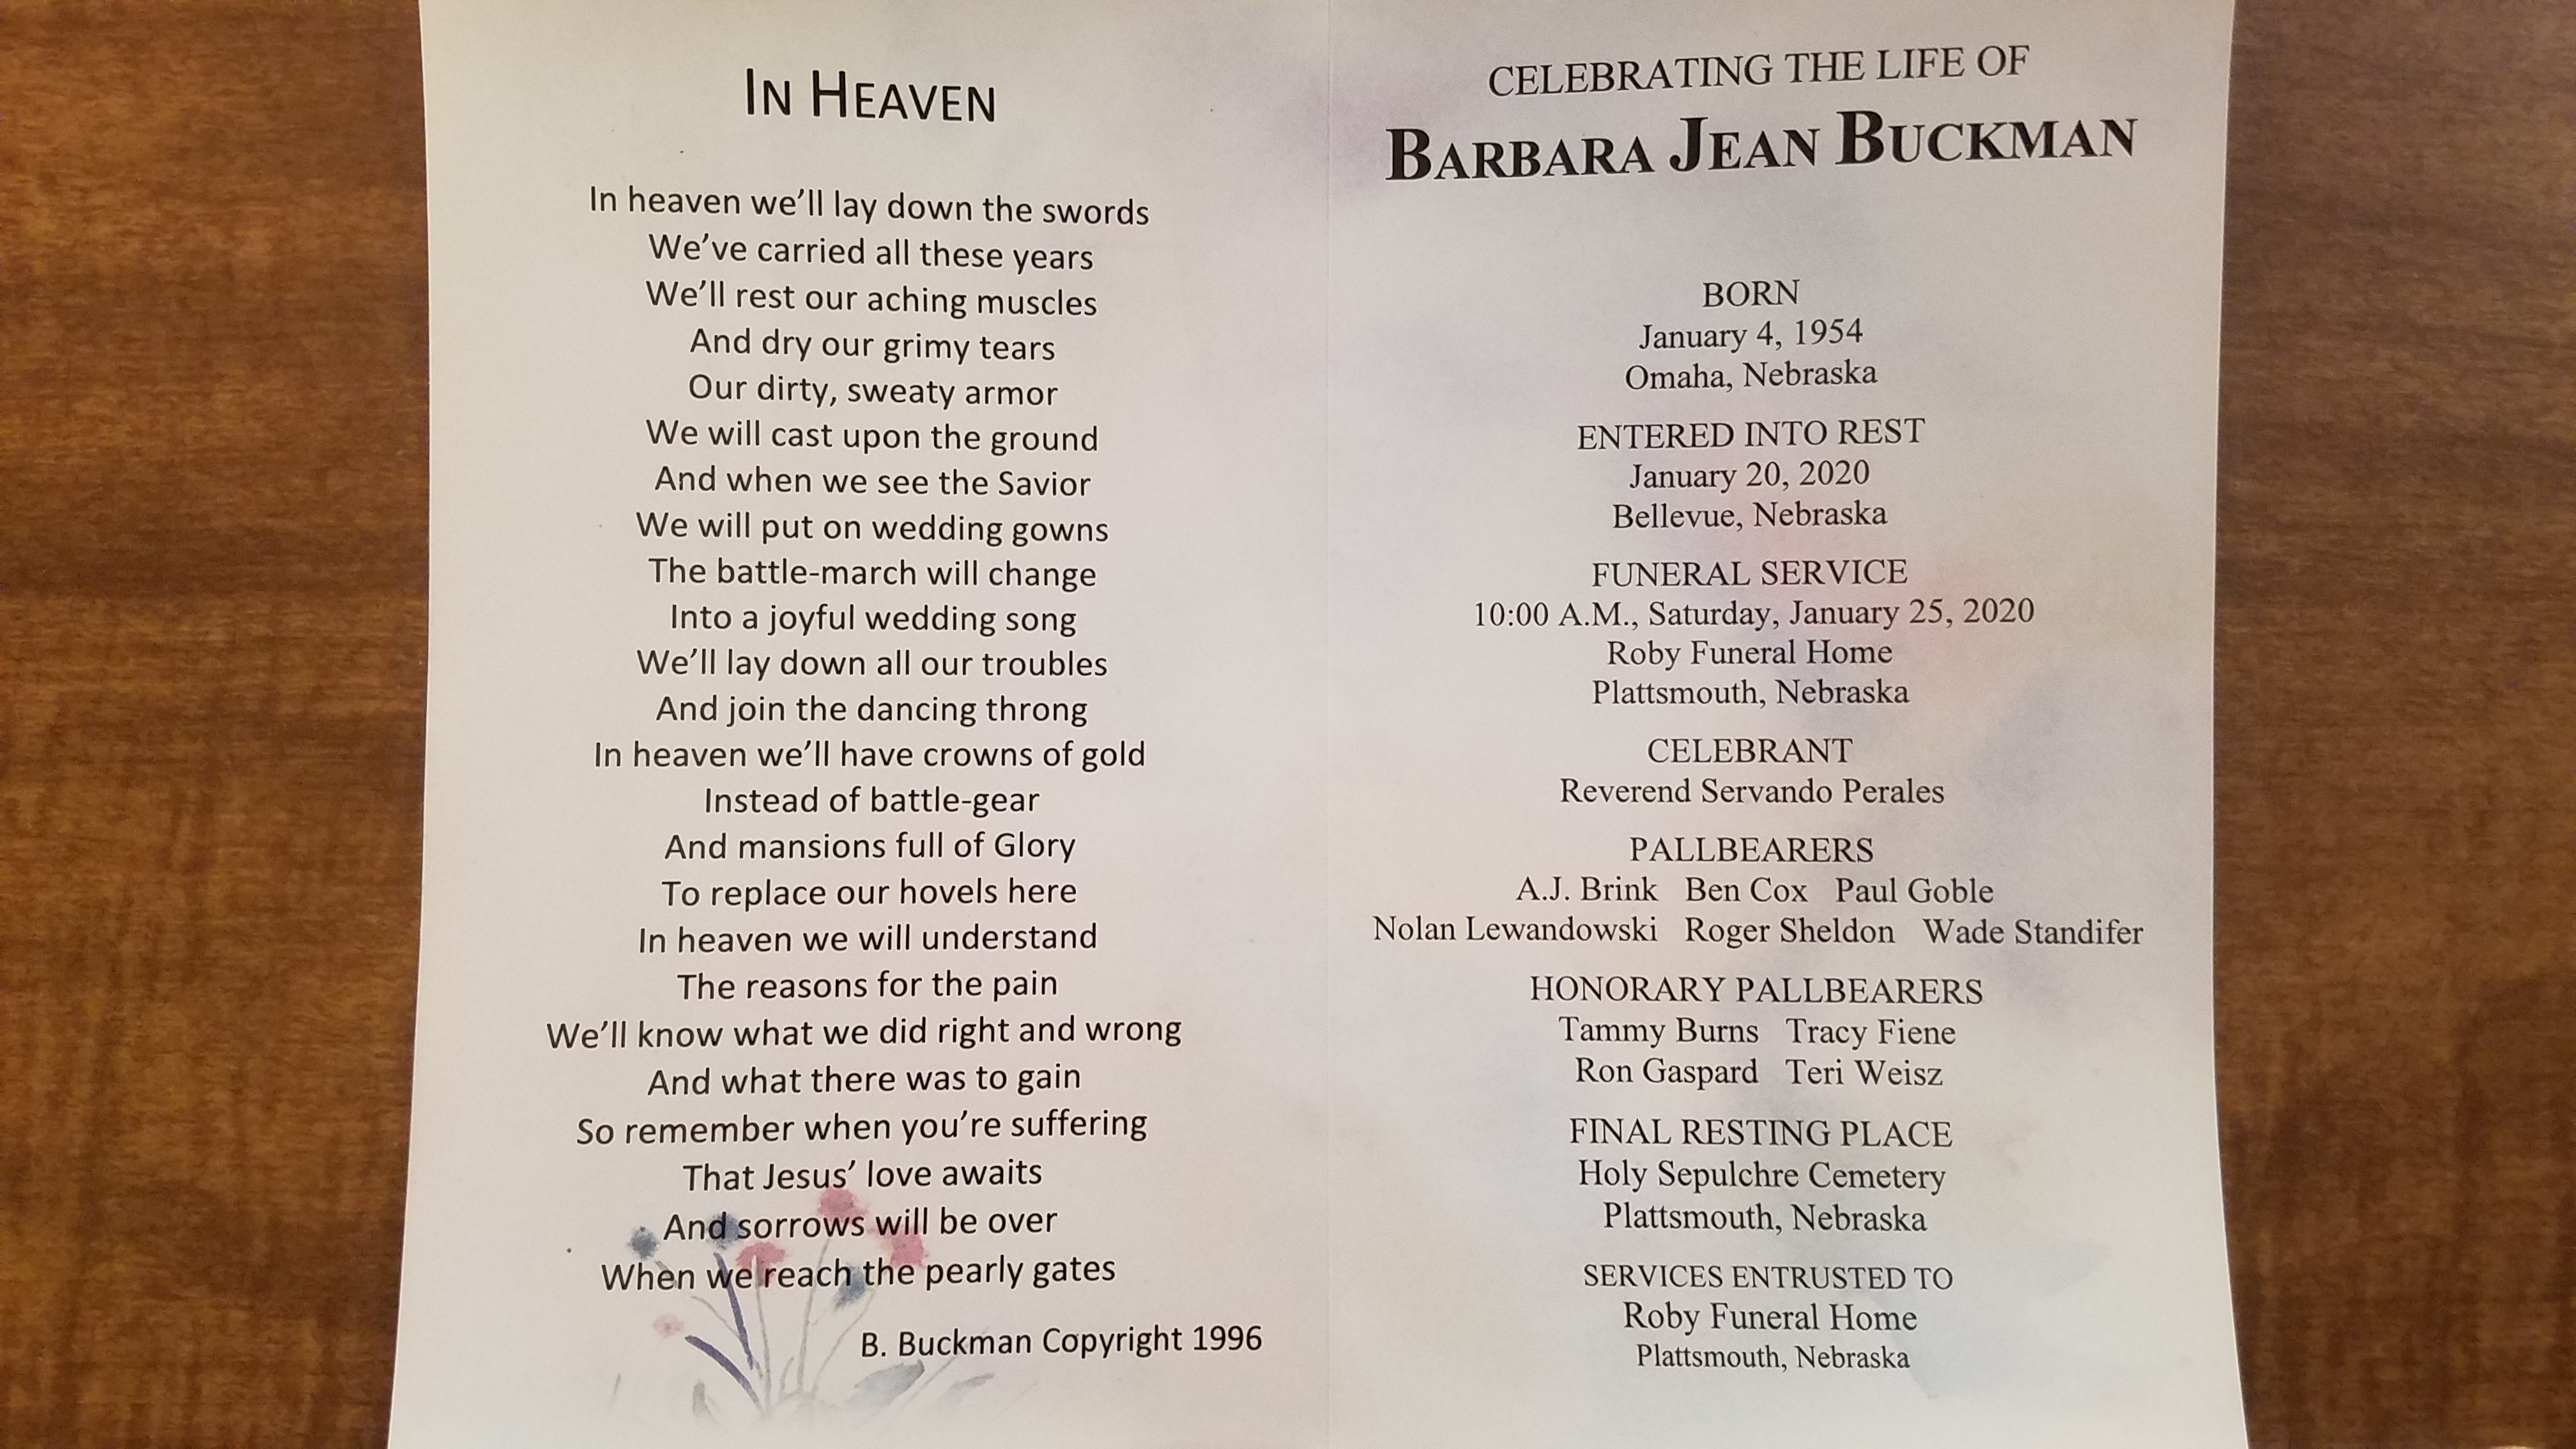 IN HEAVEN
In heaven we'll lay down the swords
We've carried all these years
We'll rest our aching muscles
And dry our grimy tears
Our dirty, sweaty armor
We will cast upon the ground
And when we see the Savior
We will put on wedding gowns
The battle-march will change
Into a joyful wedding song
We'll lay down all our troubles
And join the dancing throng
In heaven we'll have crowns of gold
Instead of battle-gear
And mansions full of Glory
To replace our hovels here
In heaven we will understand
The reasons for the pain
We'll know what we did right and wrong
And what there was to gain
So remember when you're suffering
That Jesus' love awaits
And sorrows will be over
When we reach the pearly gates
B. Buckman Copyright 1996
CELEBRATING THE LIFE OF
BARBARA JEAN BUCKMAN
BORN
January 4, 1954
Omaha, Nebraska
ENTERED INTO REST
January 20, 2020
Bellevue, Nebraska
FUNERAL SERVICE
10:00 A.M., Saturday, January 25, 2020
Roby Funeral Home
Plattsmouth, Nebraska
CELEBRANT
Reverend Servando Perales
PALLBEARERS
A.J. Brink Ben Cox Paul Goble
Nolan Lewandowski Roger Sheldon Wade Standifer
HONORARY PALLBEARERS
Tammy Burns Tracy Fiene
Ron Gaspard Teri Weisz
FINAL RESTING PLACE
Holy Sepulchre Cemetery
Plattsmouth, Nebraska
SERVICES ENTRUSTED TO
Roby Funeral Home
Plattsmouth, Nebraska